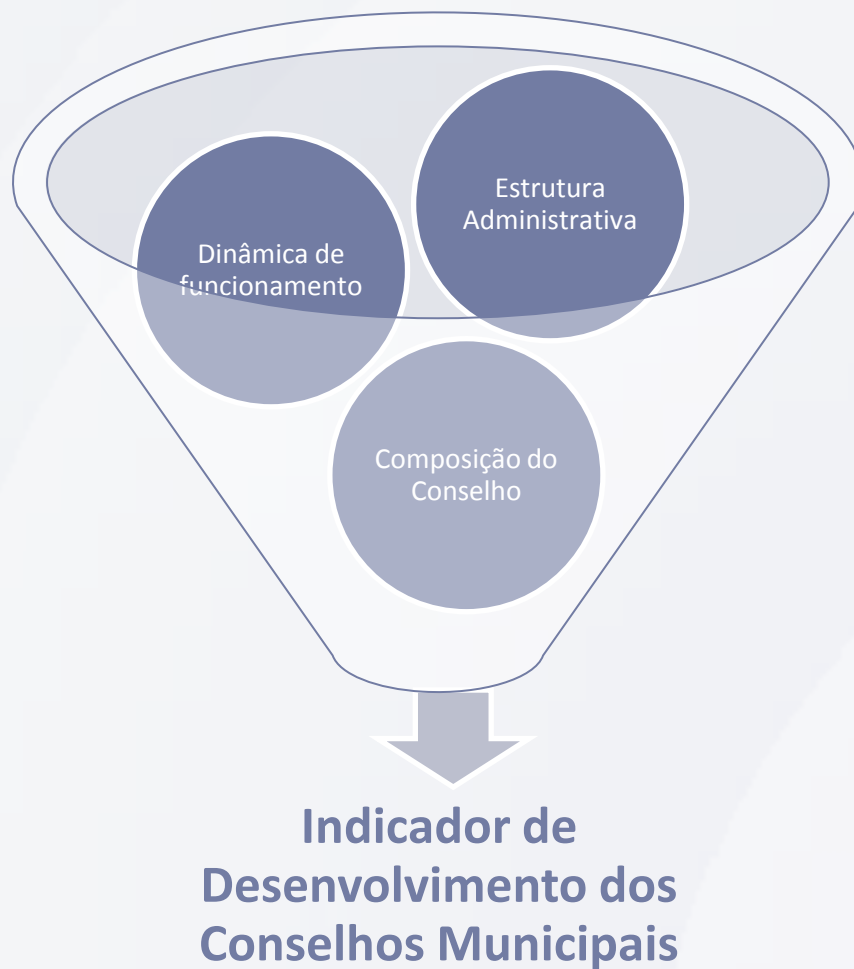 Estrutura
Administrativa
Dinâmica de
funcionamento
Composição do
Conselho
Indicador de
Desenvolvimento dos
Conselhos Municipais